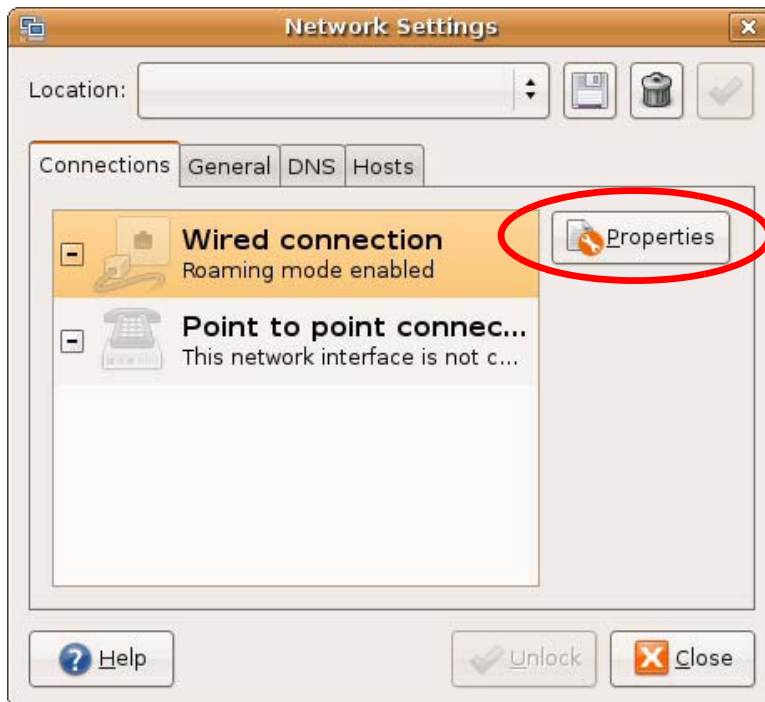 Network Settings
Location:
Connections General DNS Hosts
Wired connection
Roaming mode enabled
Properties
Point to point connec...
This network interface is not c...
Help Unlock Close